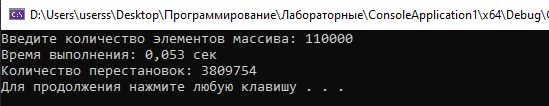 D:\Users\userss\Desktop\Программирование\Лабораторные\ConsoleApplication1\x64\Debug\
Введите количество элементов массива: 110000
Время выполнения: 0,053 сек
Количество перестановок: 3809754
Для продолжения нажмите любую клавишу . . .